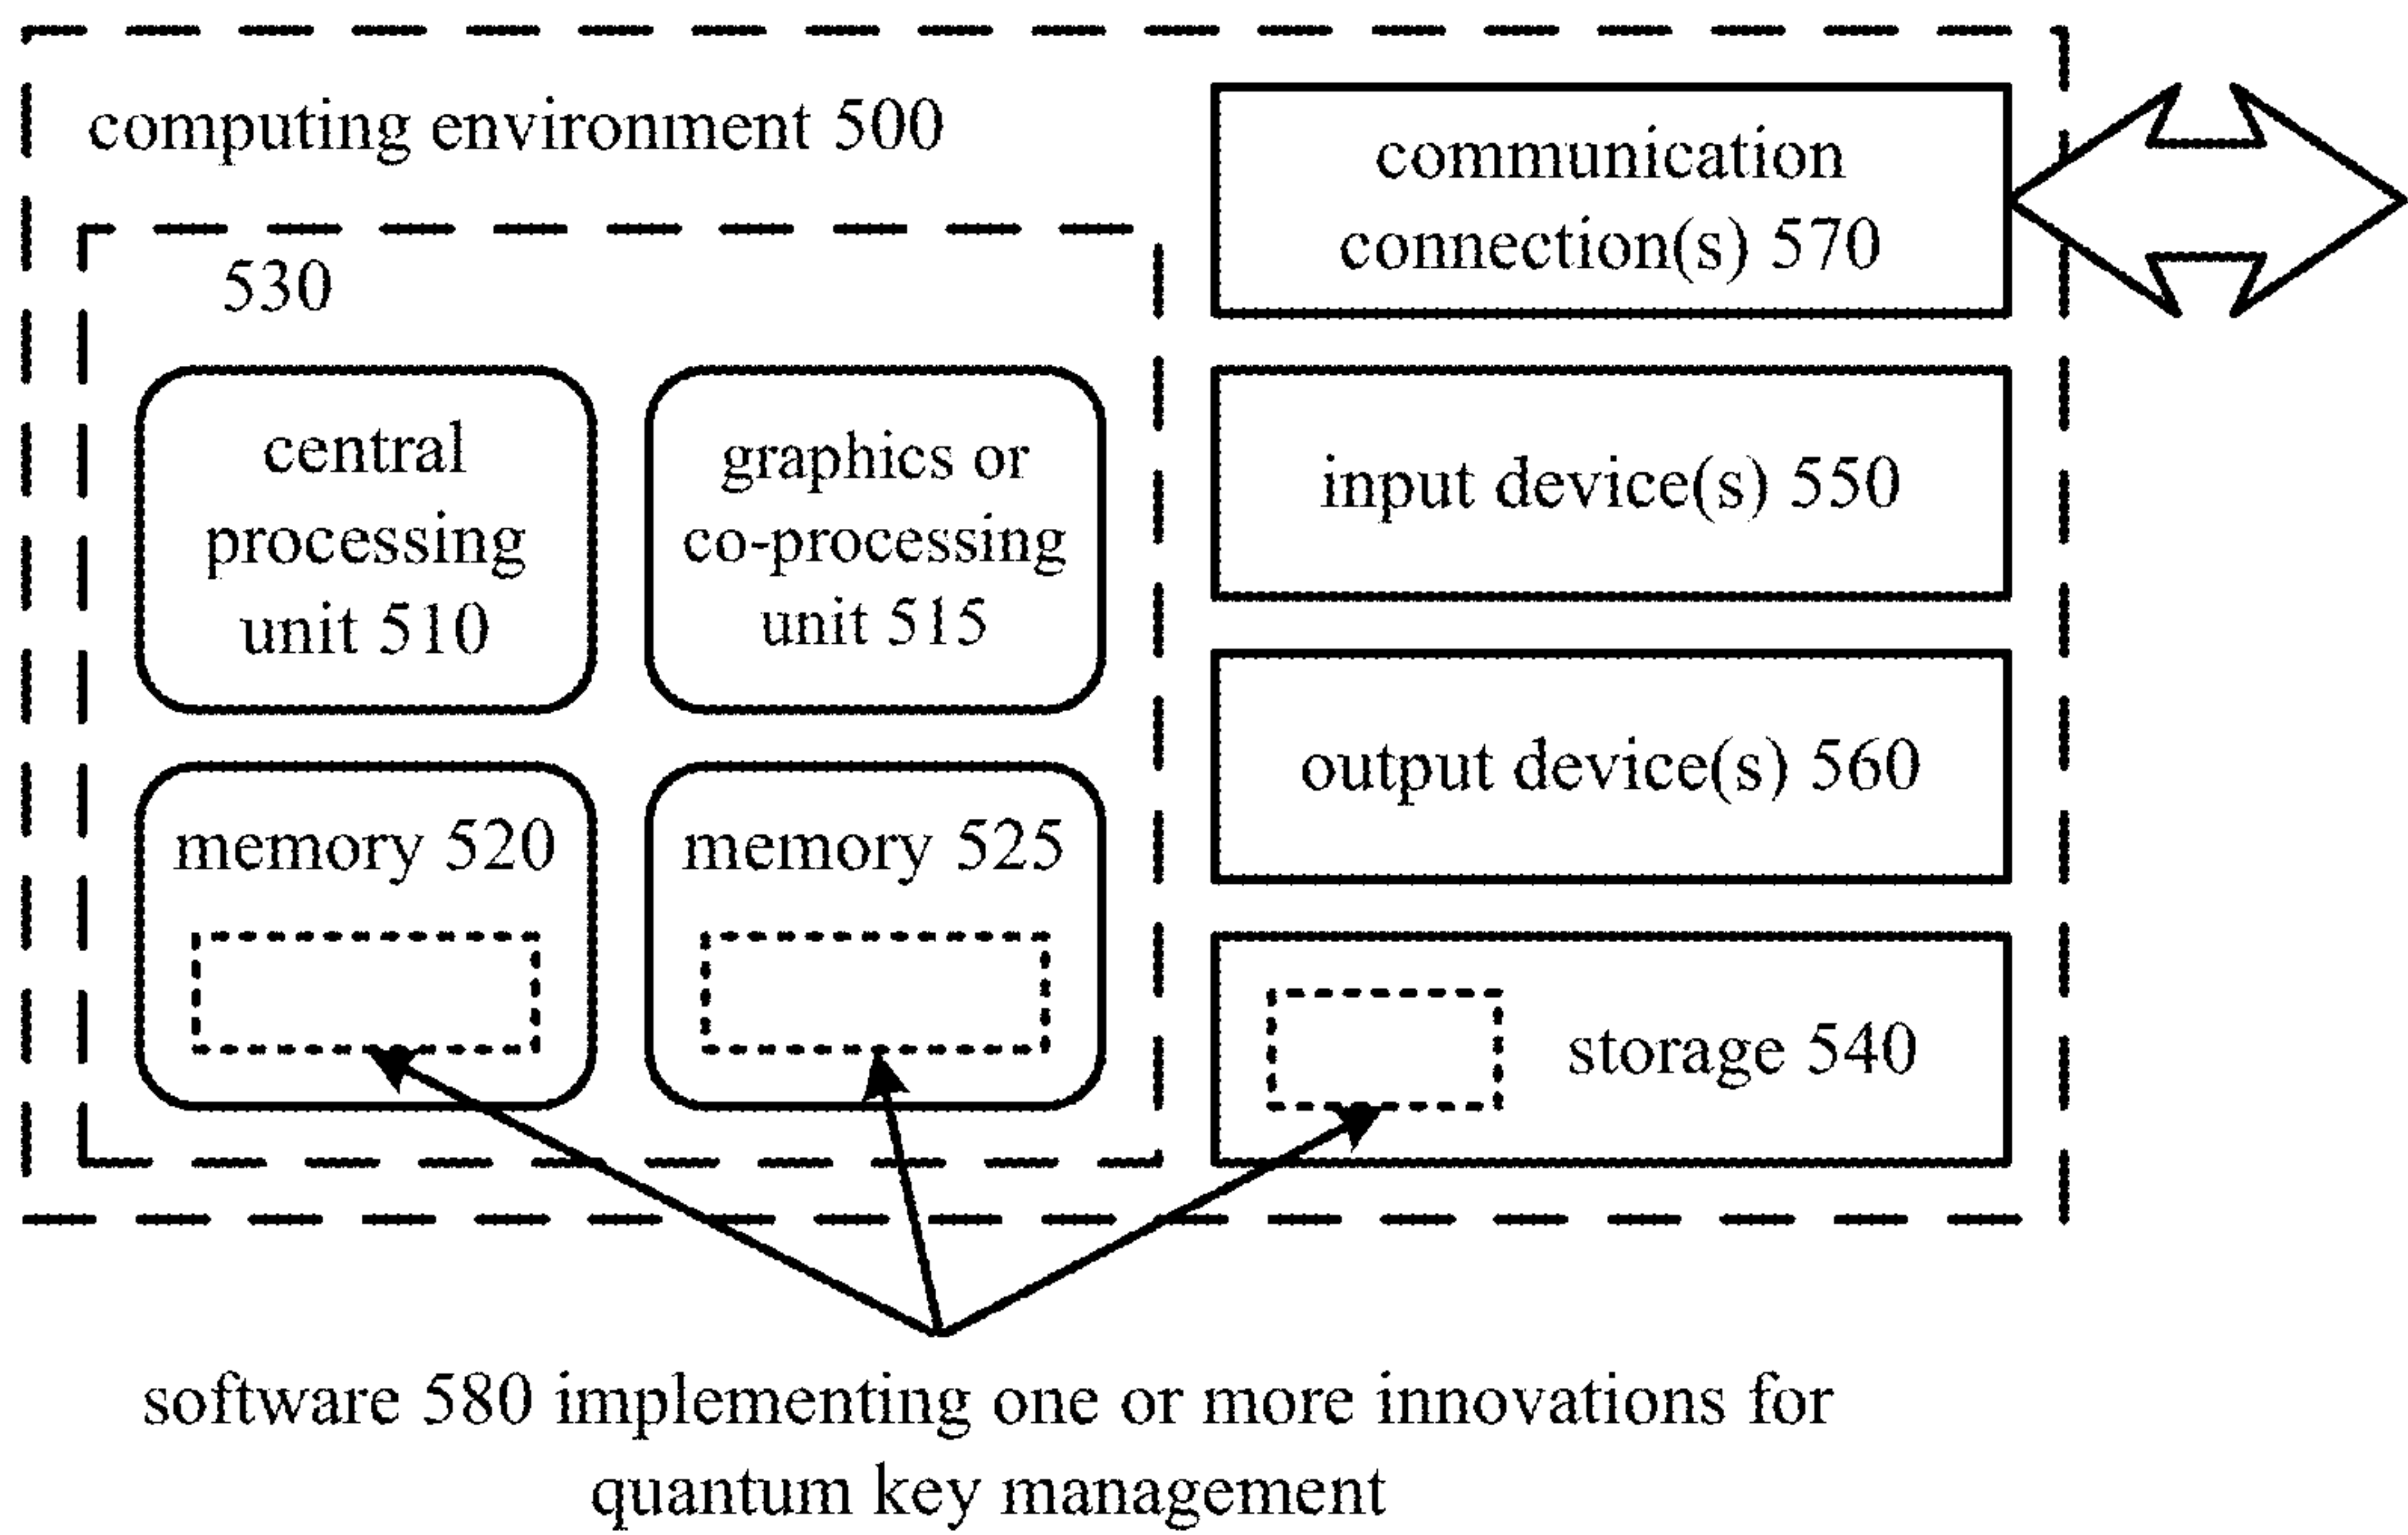 computing environment 500
530
central
processing
unit 510
graphics or
co-processing
unit 515
memory 520
memory 525
communication
connection(s) 570
input device(s) 550
output device(s) 560
storage 540
software 580 implementing one or more innovations for
quantum key management